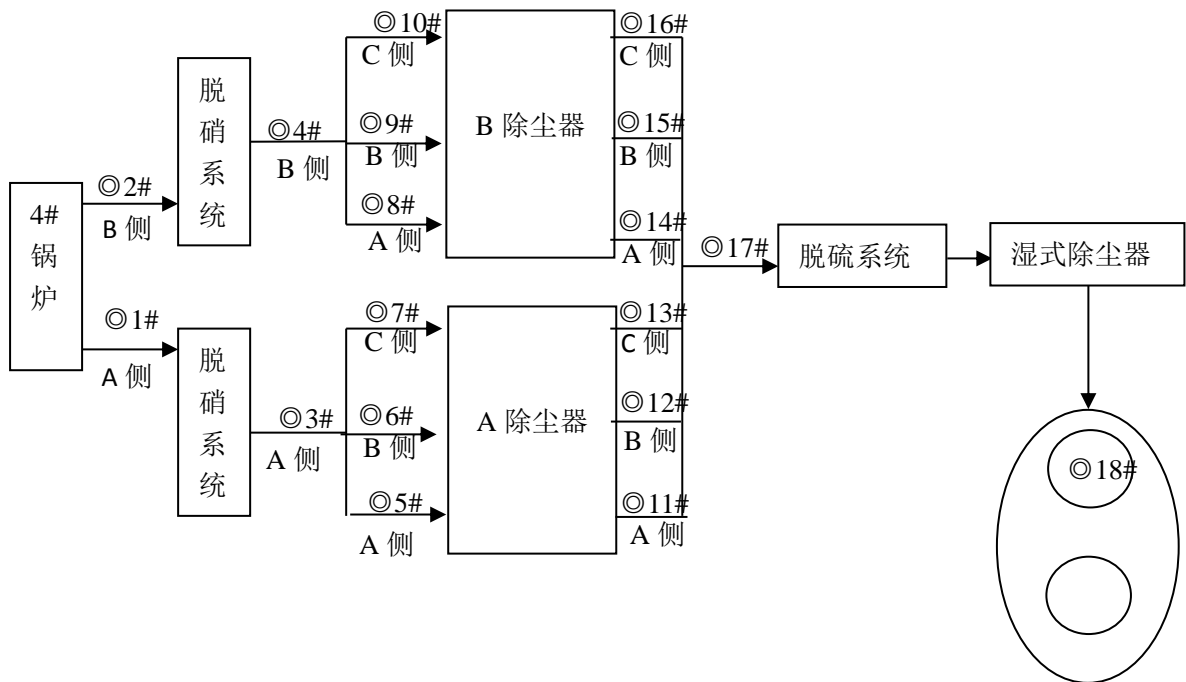 ◎10#
C 侧
◎16#
C 侧
脱
硝
系
统
◎4#
B 侧
◎9#
B 侧
B 除尘器
◎15#
B 侧
◎2#
B 侧
◎8#
A 侧
◎14#
A 侧
4#
锅
炉
◎17#
脱硫系统
湿式除尘器
◎1#
A 侧
◎7#
C 侧
◎13#
C 侧
脱
硝
系
统
◎3#
A 侧
◎6#
B 侧
A 除尘器
◎12#
B 侧
◎5#
A 侧
◎11#
A 侧
◎18#